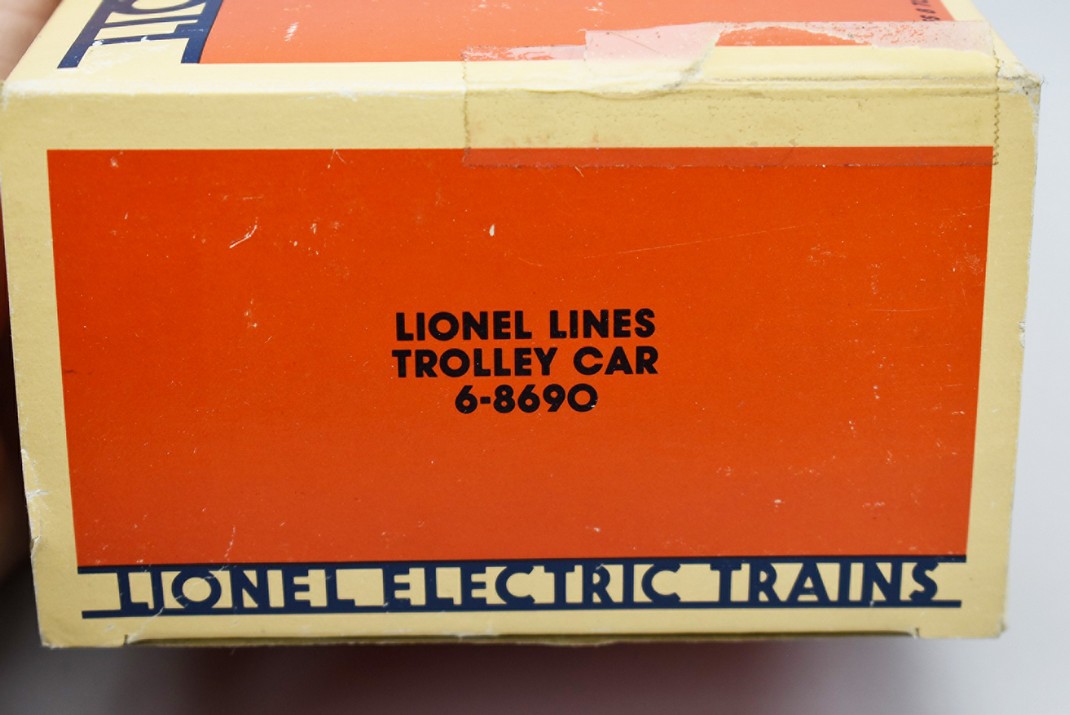 LIONEL LINES
TROLLEY CAR
6-8690
LIONEL ELECTRIC TRAINS